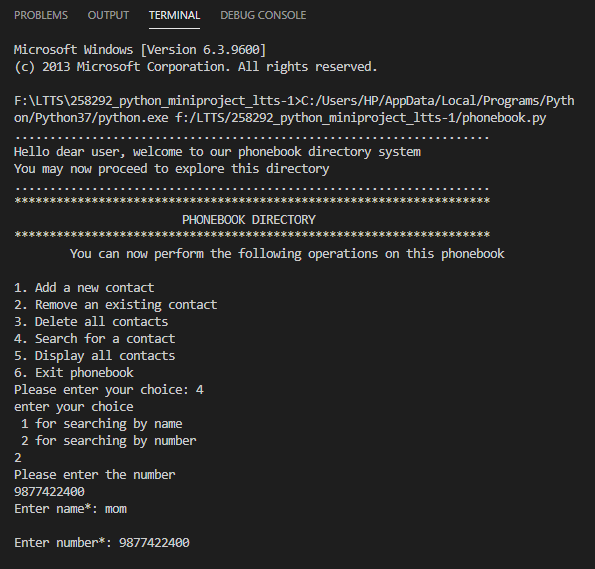 PROBLEMS OUTPUT TERMINAL DEBUG CONSOLE
Microsoft Windows [Version 6.3.9600]
(c) 2013 Microsoft Corporation. All rights reserved.
F:\LTTS\258292_python_miniproject_ltts-1>C:/Users/HP/AppData/Local/Programs/Pyth
on/Python37/python.exe f:/LTTS/258292_python_miniproject_ltts-1/phonebook.py
....................................................................
Hello dear user, welcome to our phonebook directory system
You may now proceed to explore this directory
....................................................................
********************************************************************
PHONEBOOK DIRECTORY
********************************************************************
You can now perform the following operations on this phonebook
1. Add a new contact
2. Remove an existing contact
3. Delete all contacts
4. Search for a contact
5. Display all contacts
6. Exit phonebook
Please enter your choice: 4
enter your choice
1 for searching by name
2 for searching by number
2
Please enter the number
9877422400
Enter name*: mom
Enter number*: 9877422400